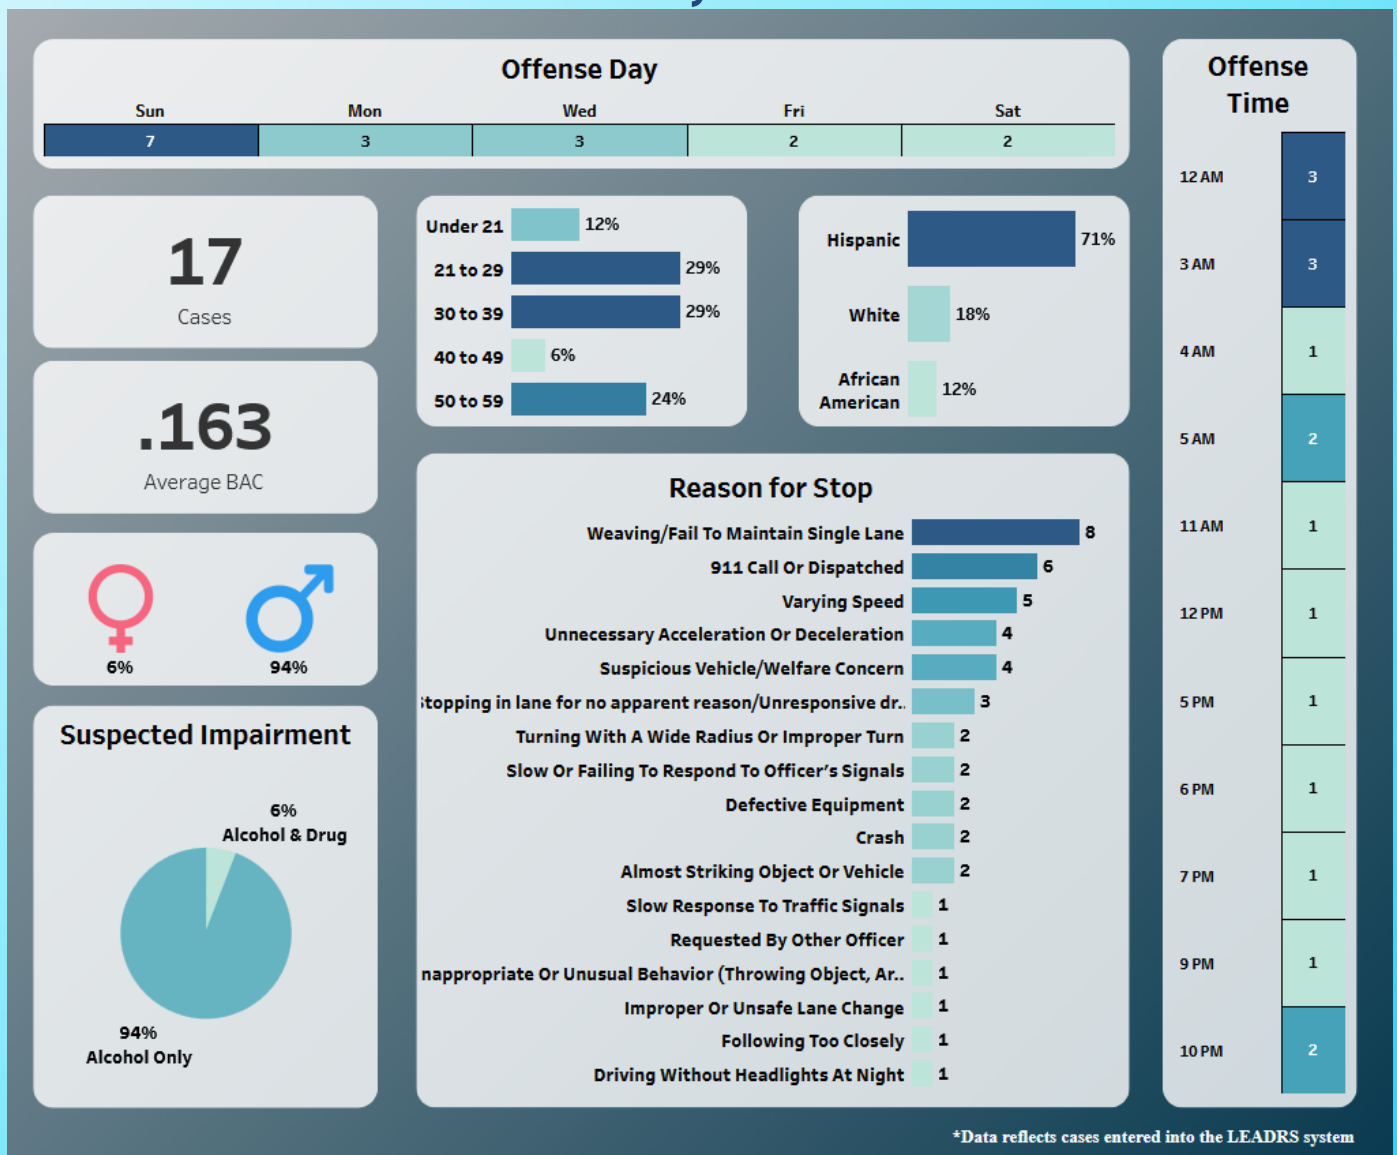 Offense Day
Sun Mon Wed Fri Sat
7 3 3 2 2
17
Cases
.163
Average BAC
6% 94%
Suspected Impairment
6%
Alcohol & Drug
94%
Alcohol Only
Under 21 12%
21 to 29 29%
30 to 39 29%
40 to 49 6%
50 to 59 24%
Hispanic 71%
White 18%
African
American 12%
Reason for Stop
Weaving/Fail To Maintain Single Lane 8
911 Call Or Dispatched 6
Varying Speed 5
Unnecessary Acceleration Or Deceleration 4
Suspicious Vehicle/Welfare Concern 4
Stopping in lane for no apparent reason/Unresponsive dr.. 3
Turning With A Wide Radius Or Improper Turn 2
Slow Or Failing To Respond To Officer's Signals 2
Defective Equipment 2
Crash 2
Almost Striking Object Or Vehicle 2
Slow Response To Traffic Signals 1
Requested By Other Officer 1
nappropriate Or Unusual Behavior (Throwing Object, Ar.. 1
Improper Or Unsafe Lane Change 1
Following Too Closely 1
Driving Without Headlights At Night 1
Offense
Time
12 AM 3
3 AM 3
4 AM 1
5 AM 2
11 AM 1
12 PM 1
5 PM 1
6 PM 1
7 PM 1
9 PM 1
10 PM 2
*Data reflects cases entered into the LEADRS system